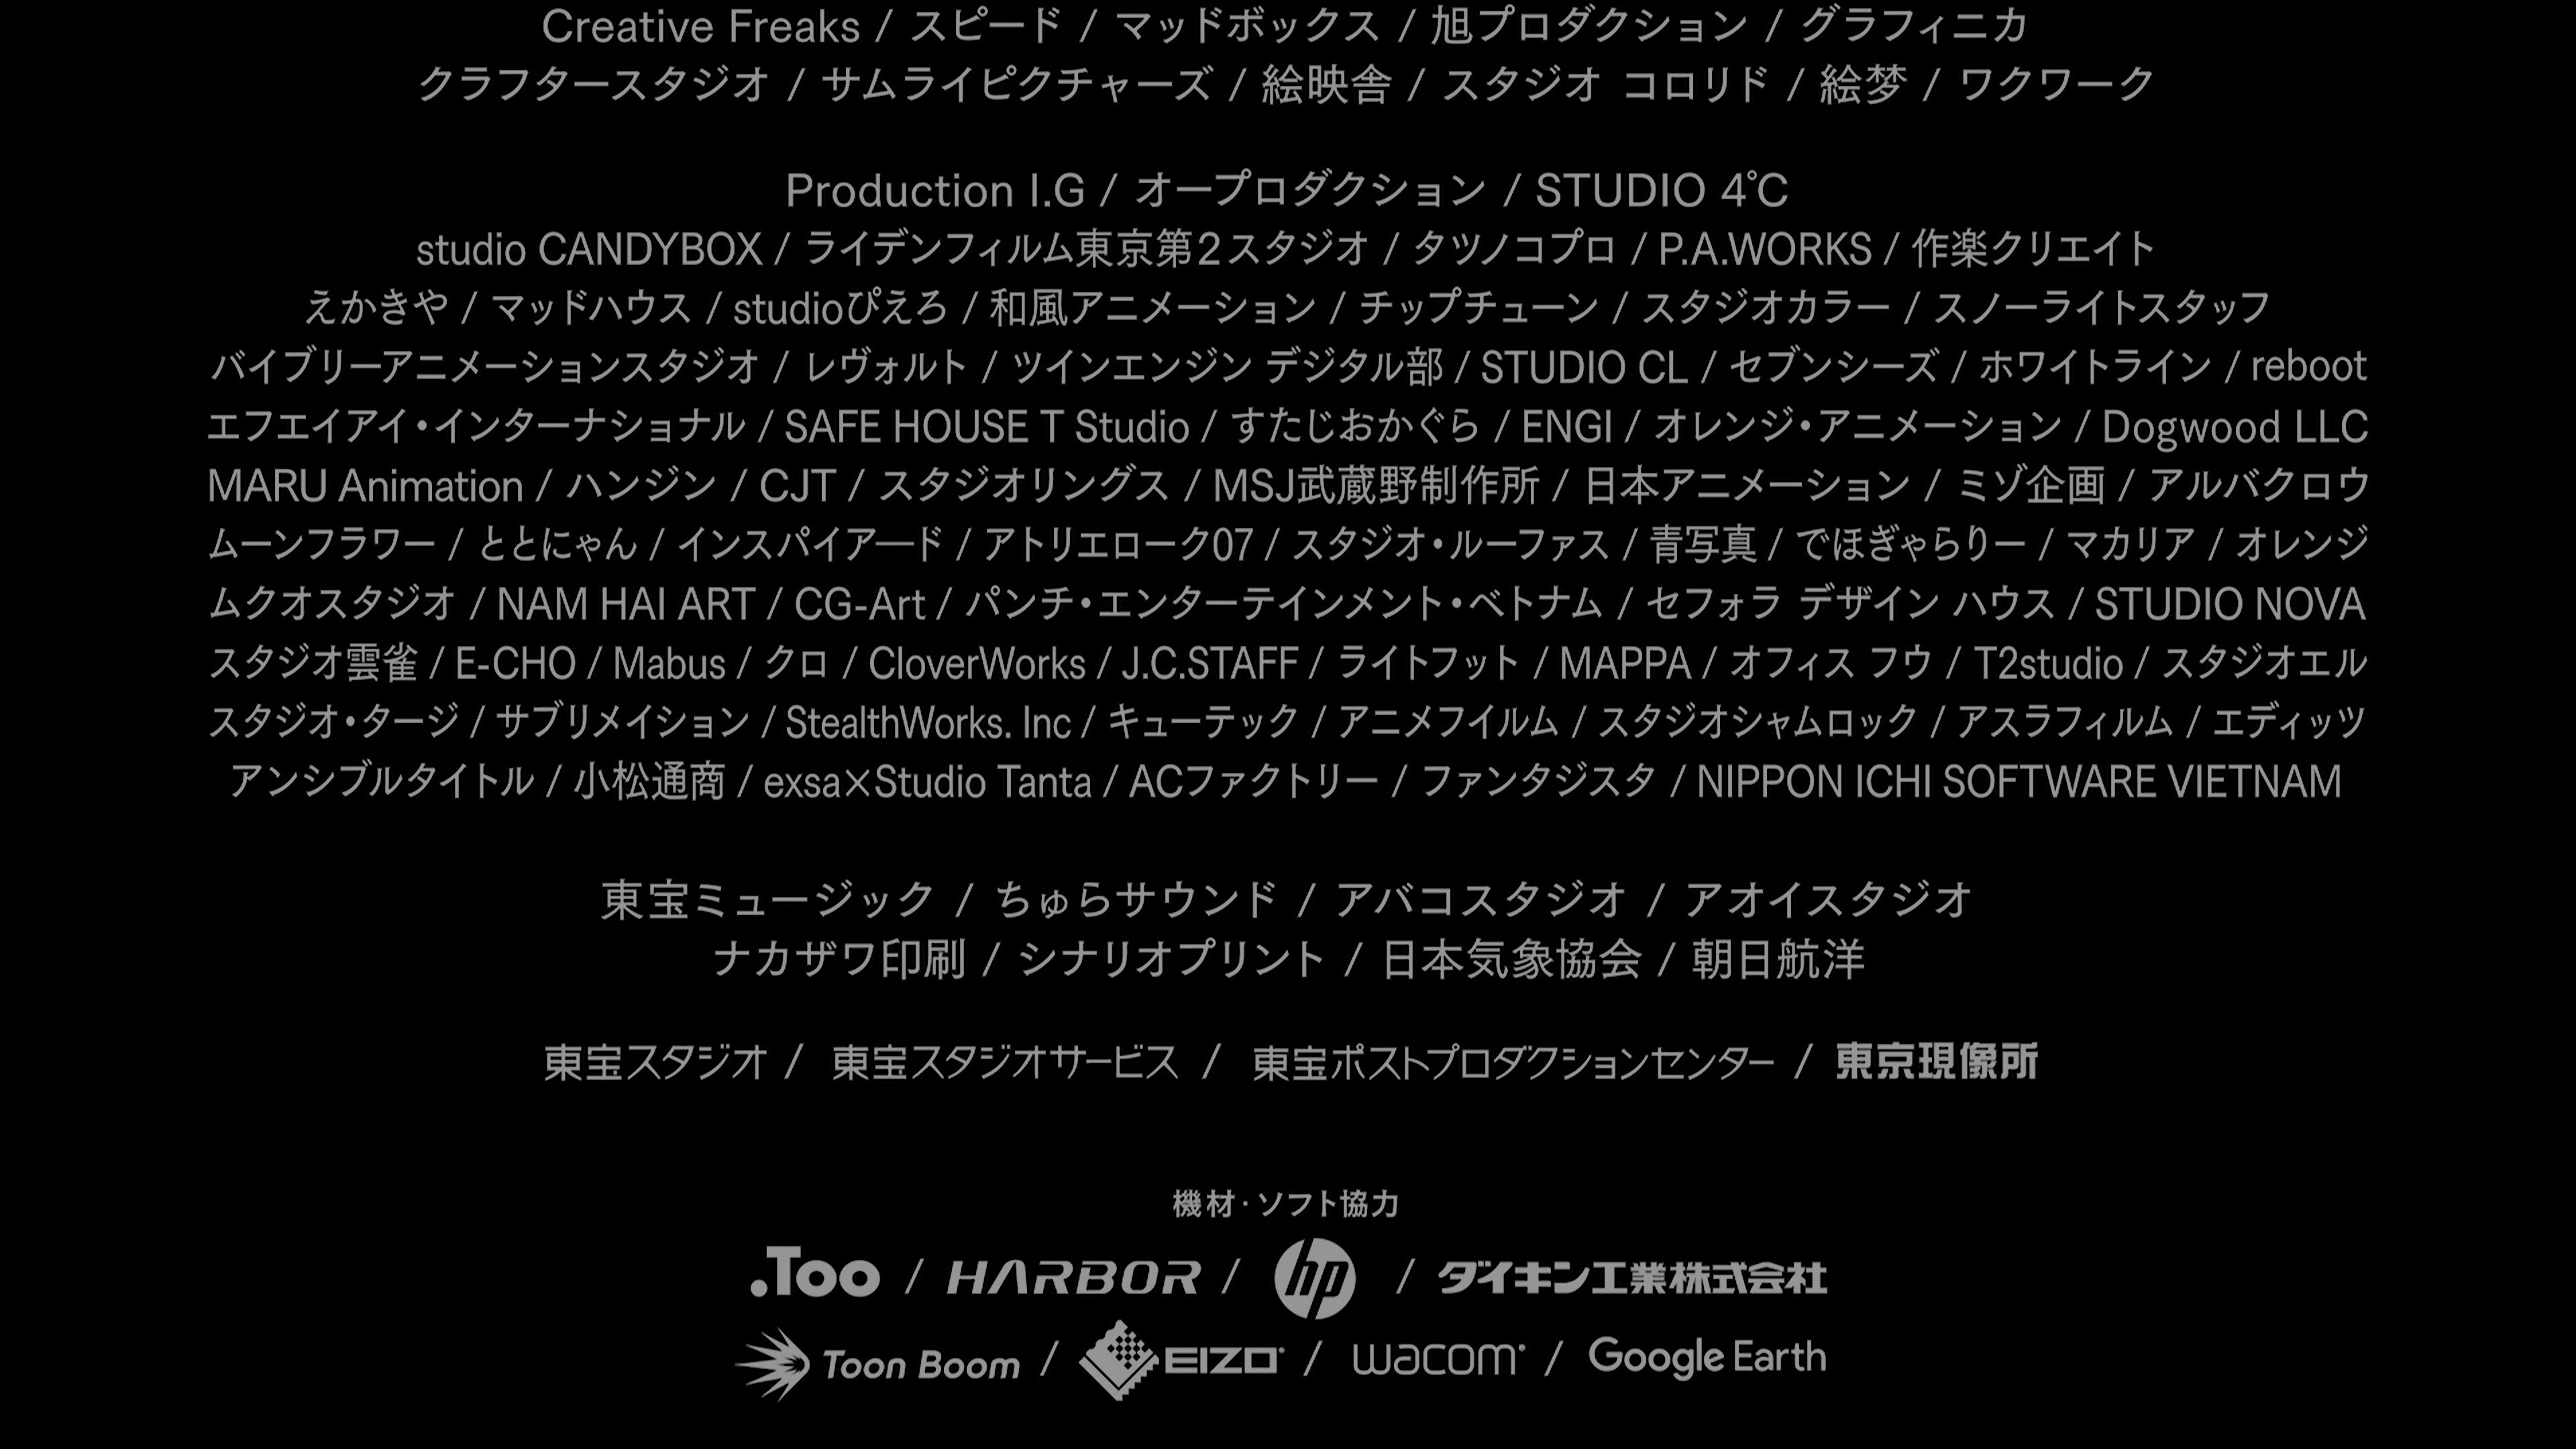 Creative Freaks / スピード / マッドボックス / 旭プロダクション / グラフィニカ
クラフタースタジオ / サムライピクチャーズ / 絵映舎 / スタジオ コロリド / 絵梦 / ワクワーク
Production I.G / オープロダクション / STUDIO 4℃
studio CANDYBOX / ライデンフィルム東京第2スタジオ / タツノコプロ / P.A.WORKS / 作楽クリエイト
えかきや / マッドハウス / studioぴえろ / 和風アニメーション / チップチューン / スタジオカラー / スノーライトスタッフ
バイブリーアニメーションスタジオ / レヴォルト / ツインエンジン デジタル部 / STUDIO CL / セブンシーズ / ホワイトライン / reboot
エフエイアイ・インターナショナル / SAFE HOUSE T Studio / すたじおかぐら / ENGI / オレンジ・アニメーション / Dogwood LLC
MARU Animation / ハンジン / CJT / スタジオリングス / MSJ武蔵野制作所 / 日本アニメーション / ミゾ企画 / アルバクロウ
ムーンフラワー / ととにゃん / インスパイア―ド / アトリエローク07 / スタジオ・ルーファス / 青写真 / でほぎゃらりー / マカリア / オレンジ
ムクオスタジオ / NAM HAI ART / CG-Art / パンチ・エンターテインメント・ベトナム / セフォラ デザイン ハウス / STUDIO NOVA
スタジオ雲雀 / E-CHO / Mabus / クロ / CloverWorks / J.C.STAFF / ライトフット / MAPPA / オフィス フウ / T2studio / スタジオエル
スタジオ・タージ / サブリメイション / StealthWorks. Inc / キューテック / アニメフイルム / スタジオシャムロック / アスラフィルム / エディッツ
アンシブルタイトル / 小松通商 / exsa×Studio Tanta / ACファクトリー / ファンタジスタ / NIPPON ICHI SOFTWARE VIETNAM
東宝ミュージック / ちゅらサウンド / アバコスタジオ / アオイスタジオ
ナカザワ印刷 / シナリオプリント / 日本気象協会 / 朝日航洋
東宝スタジオ / 東宝スタジオサービス / 東宝ポストプロダクションセンター / 東京現像所
機材・ソフト協力
.Too / HARBOR / hp / ダイキン工業株式会社
Toon Boom / EIZO / wacom / Google Earth